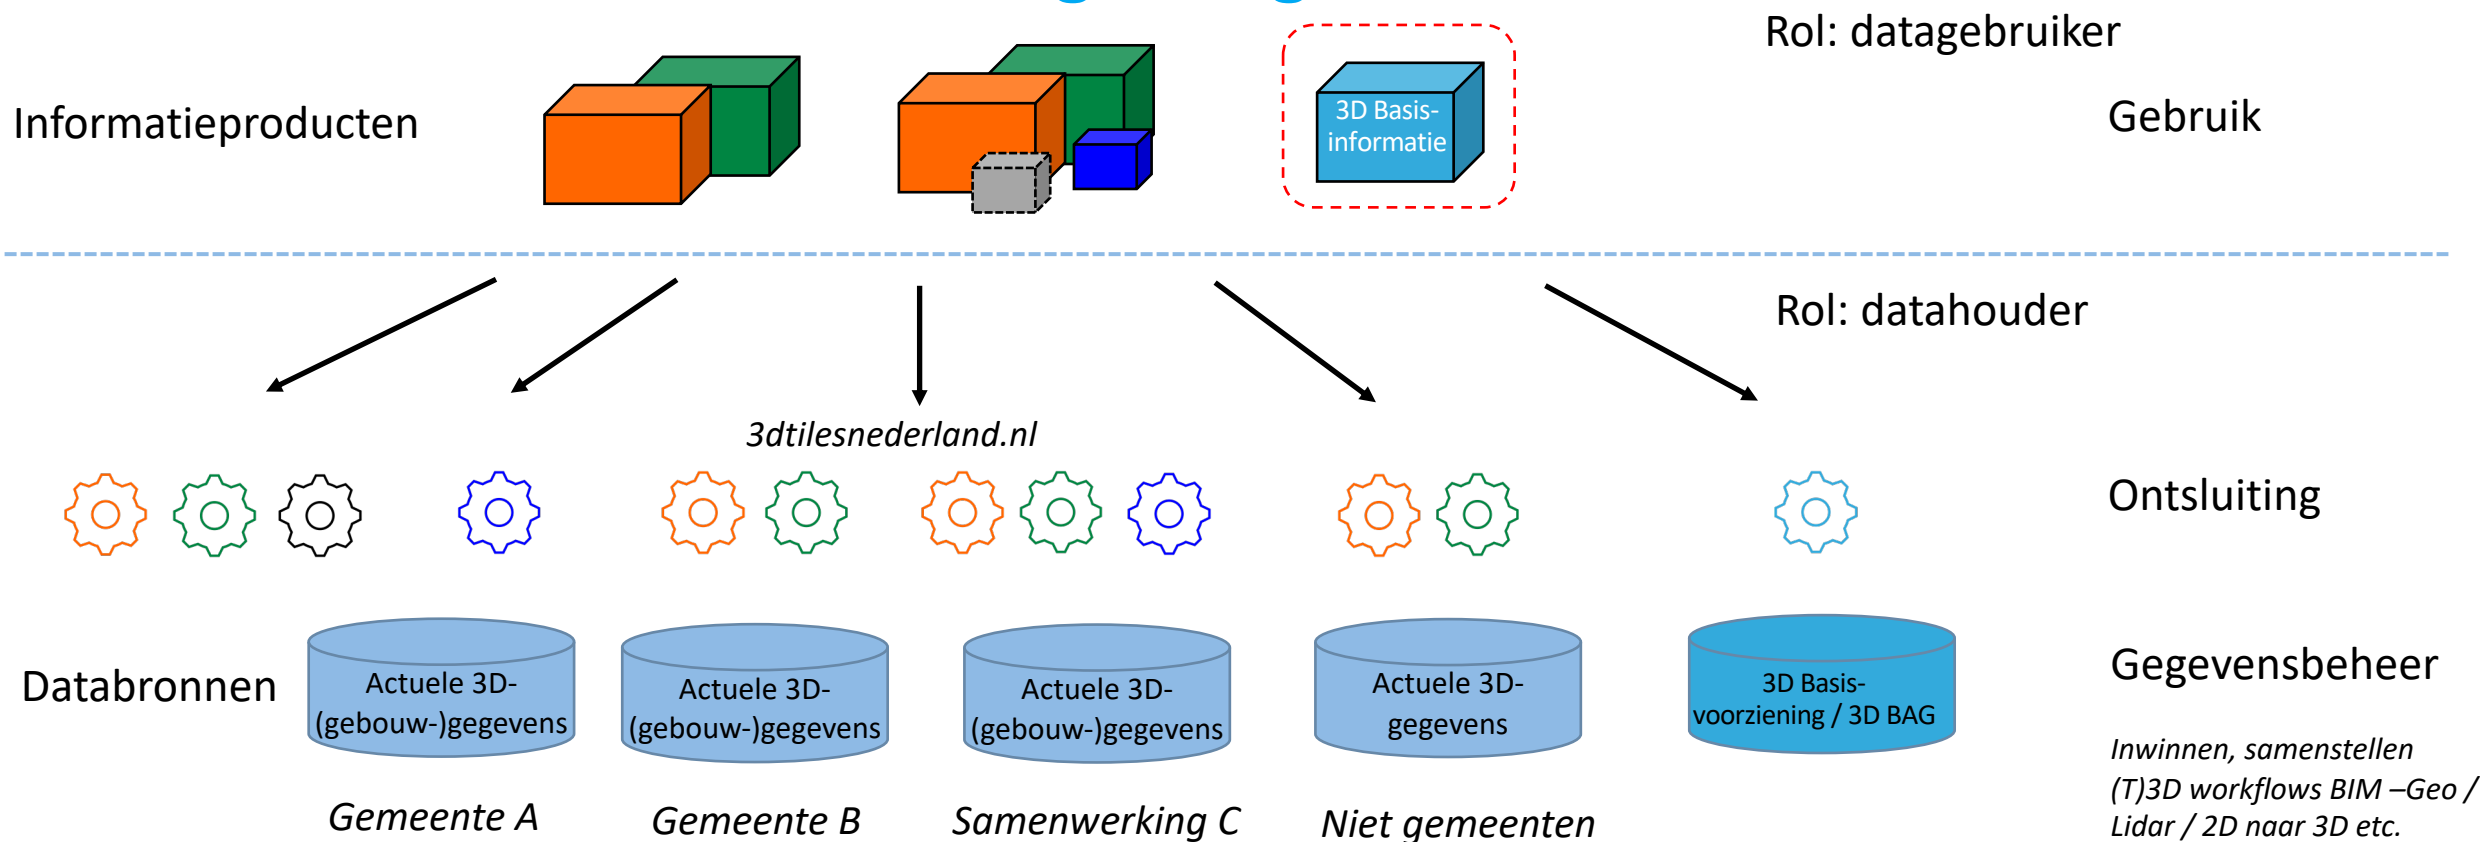 Rol: datagebruiker
Informatieproducten
3D Basis-
informatie
Gebruik
Rol: datahouder
3dtilesnederland.nl
Ontsluiting
Databronnen
Actuele 3D-
(gebouw-)gegevens
Actuele 3D-
(gebouw-)gegevens
Actuele 3D-
(gebouw-)gegevens
Actuele 3D-
gegevens
3D Basis-
voorziening / 3D BAG
Gegevensbeheer
Inwinnen, samenstellen
(T)3D workflows BIM –Geo /
Lidar / 2D naar 3D etc.
Gemeente A
Gemeente B
Samenwerking C
Niet gemeenten